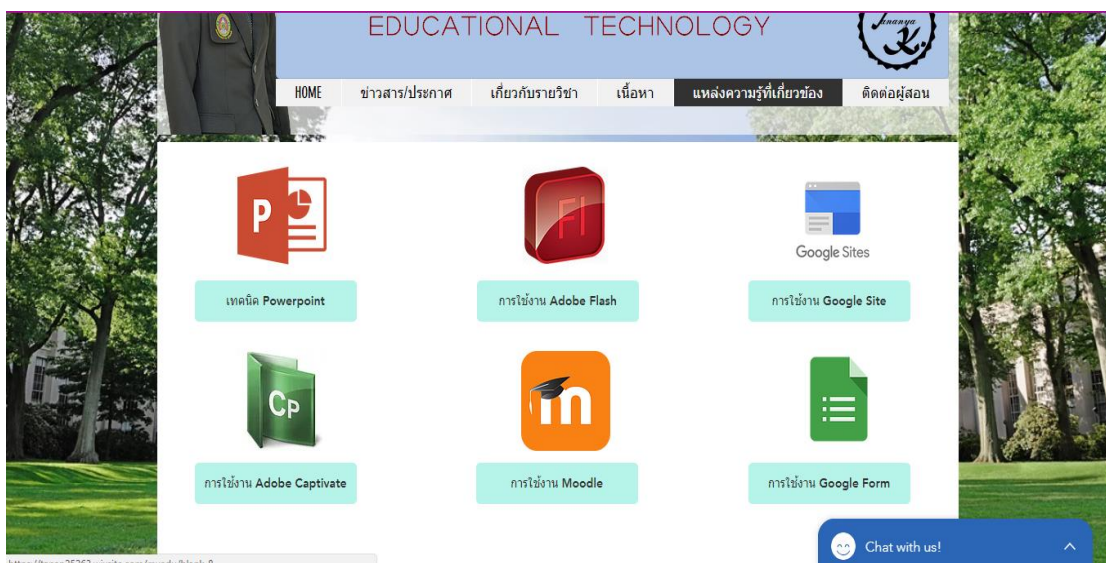 EDUCATIONAL TECHNOLOGY
Jananya
K.
HOME ข่าวสาร/ประกาศ เกี่ยวกับรายวิชา เนื้อหา แหล่งความรู้ที่เกี่ยวข้อง ติดต่อผู้สอน
P
Fl
Google Sites
เทคนิค Powerpoint
การใช้งาน Adobe Flash
การใช้งาน Google Site
Cp
m
การใช้ง่าน Adobe Captivate
การใช้งาน Moodle
การใช้งาน Google Form
Chat with us!